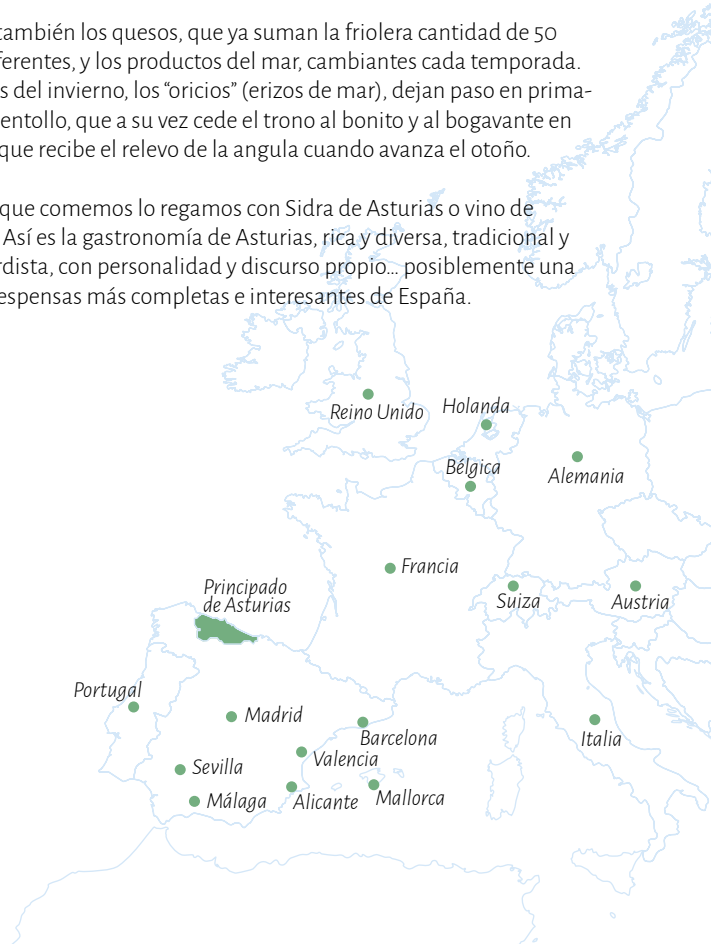 también los quesos, que ya suman la friolera cantidad de 50
ferentes, y los productos del mar, cambiantes cada temporada.
s del invierno, los “oricios” (erizos de mar), dejan paso en prima-
entollo, que a su vez cede el trono al bonito y al bogavante en
que recibe el relevo de la angula cuando avanza el otoño.
que comemos lo regamos con Sidra de Asturias o vino de
Así es la gastronomía de Asturias, rica y diversa, tradicional y
rdista, con personalidad y discurso propio... posiblemente una
espensas más completas e interesantes de España.
Reino Unido
Holanda
Bélgica
Alemania
Francia
Suiza
Austria
Principado
de Asturias
Portugal
Madrid
Barcelona
Italia
Valencia
Sevilla
Málaga
Alicante
Mallorca